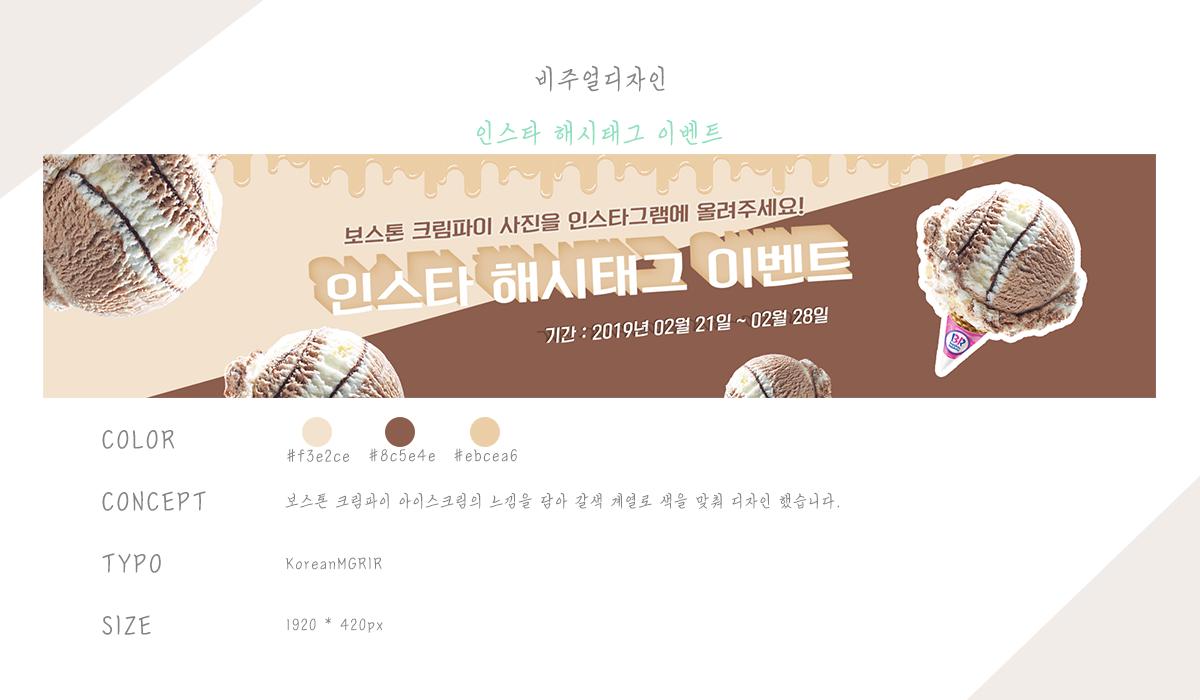 비주얼디자인
인스타 해시태그 이벤트
보스톤 크림파이 사진을 인스타그램에 올려주세요!
인스타 해시태그 이벤트
기간 : 2019년 02월 21일 ~ 02월 28일
BR
COLOR
#f3e2ce #8c5e4e #ebcea6
CONCEPT 보스톤 크림파이 아이스크림의 느낌을 담아 갈색 계열로 색을 맞춰 디자인 했습니다.
TYPO KoreanMGR1R
SIZE 1920 * 420px